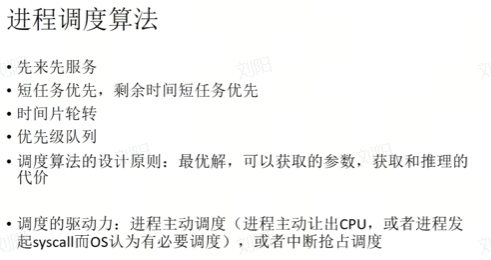 进程调度算法
• 先来先服务
• 短任务优先，剩余时间短任务优先
• 时间片轮转
• 优先级队列
• 调度算法的设计原则：最优解，可以获取的参数，获取和推理的
代价
• 调度的驱动力：进程主动调度（进程主动让出CPU，或者进程发
起syscall而OS认为有必要调度），或者中断抢占调度
刘阳
刘阳
刘阳